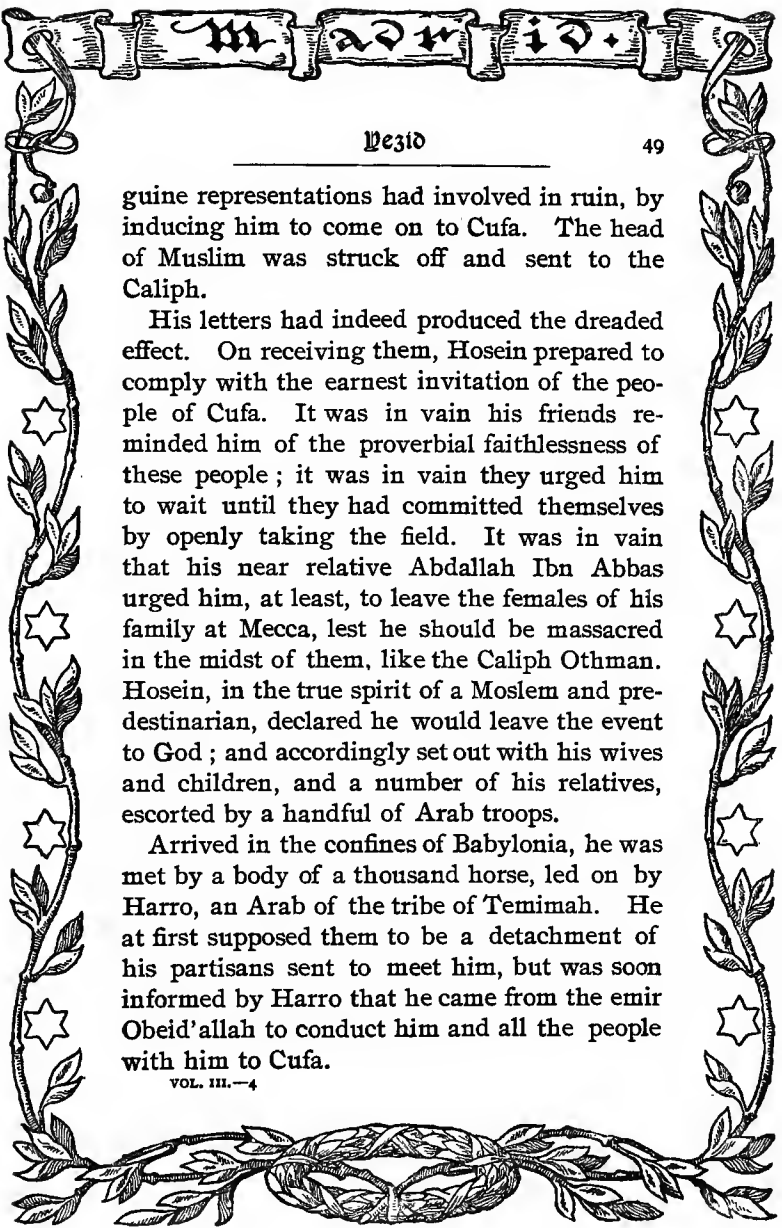 Madrid.
Yezid
49
guine representations had involved in ruin, by
inducing him to come on to Cufa. The head
of Muslim was struck off and sent to the
Caliph.
His letters had indeed produced the dreaded
effect. On receiving them, Hosein prepared to
comply with the earnest invitation of the peo-
ple of Cufa. It was in vain his friends re-
minded him of the proverbial faithlessness of
these people ; it was in vain they urged him
to wait until they had committed themselves
by openly taking the field. It was in vain
that his near relative Abdallah Ibn Abbas
urged him, at least, to leave the females of his
family at Mecca, lest he should be massacred
in the midst of them, like the Caliph Othman.
Hosein, in the true spirit of a Moslem and pre-
destinarian, declared he would leave the event
to God ; and accordingly set out with his wives
and children, and a number of his relatives,
escorted by a handful of Arab troops.
Arrived in the confines of Babylonia, he was
met by a body of a thousand horse, led on by
Harro, an Arab of the tribe of Temimah. He
at first supposed them to be a detachment of
his partisans sent to meet him, but was soon
informed by Harro that he came from the emir
Obeid'allah to conduct him and all the people
with him to Cufa.
VOL. III.—4